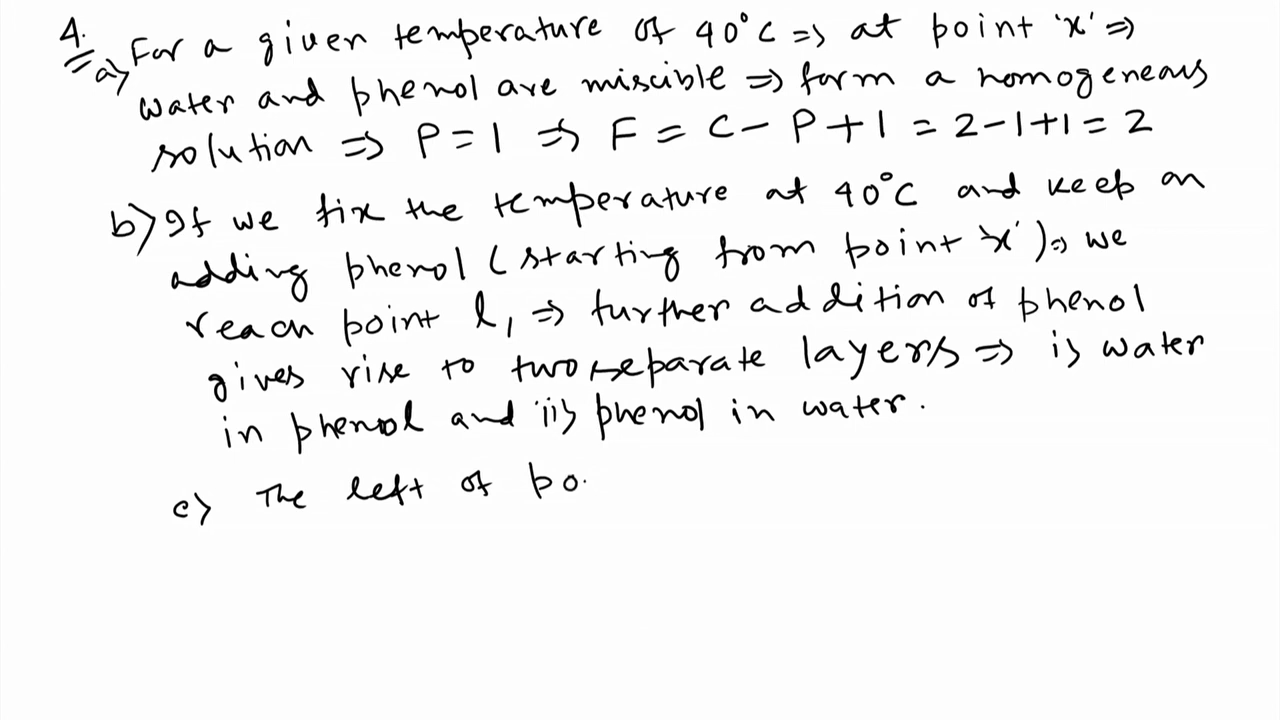 4.
a) For a given temperature of 40°C ⇒ at point 'x' ⇒
water and phenol are miscible ⇒ form a homogeneous
solution ⇒ P = 1 ⇒ F = C - P + 1 = 2 - 1 + 1 = 2
b) If we fix the temperature at 40°C and keep on
adding phenol (starting from point 'x') ⇒ we
reach point l₁ ⇒ further addition of phenol
gives rise to two separate layers ⇒ i) water
in phenol and ii) phenol in water.
c) The left of po